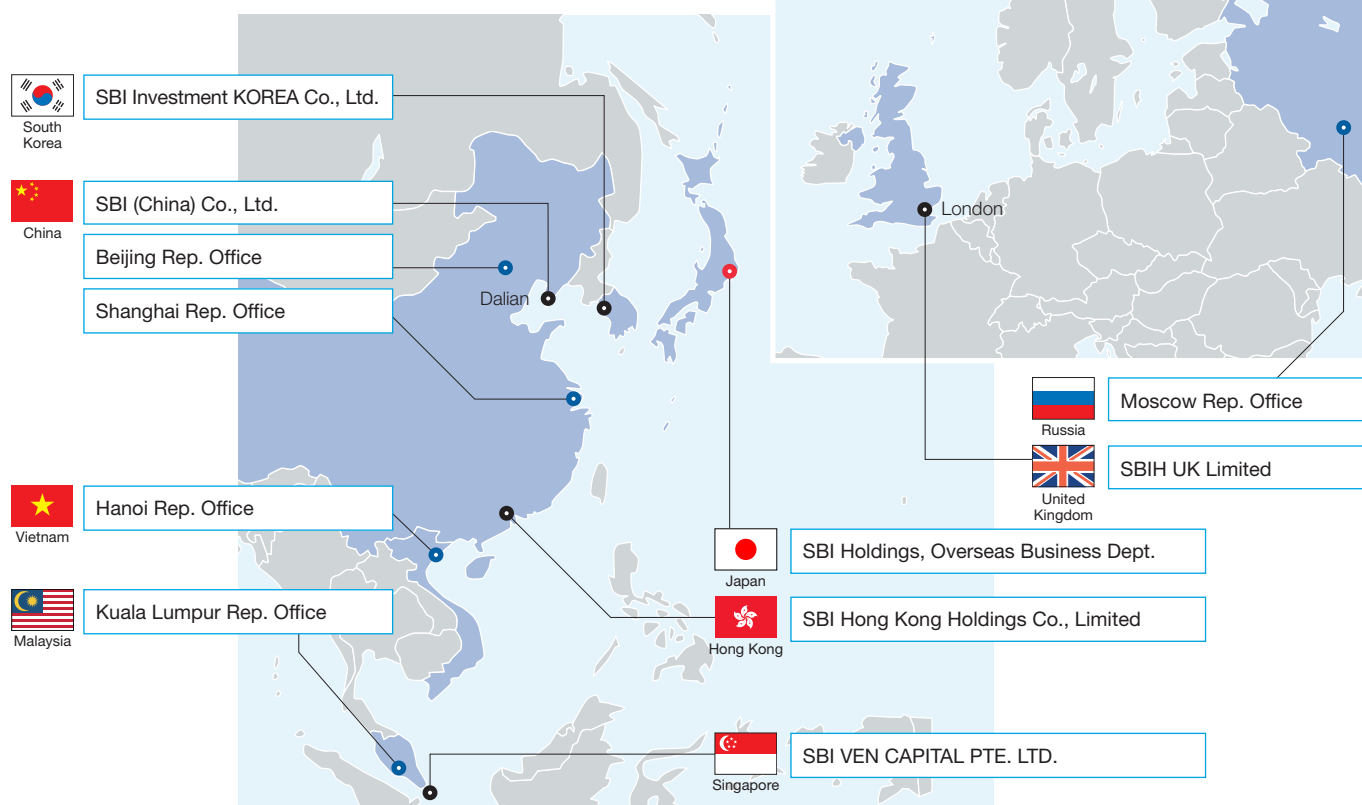 SBI Investment KOREA Co., Ltd.
South
Korea
SBI (China) Co., Ltd.
China
Beijing Rep. Office
Shanghai Rep. Office
Dalian
London
Moscow Rep. Office
Russia
SBIH UK Limited
United
Kingdom
Hanoi Rep. Office
Vietnam
SBI Holdings, Overseas Business Dept.
Japan
Kuala Lumpur Rep. Office
Malaysia
SBI Hong Kong Holdings Co., Limited
Hong Kong
SBI VEN CAPITAL PTE. LTD.
Singapore